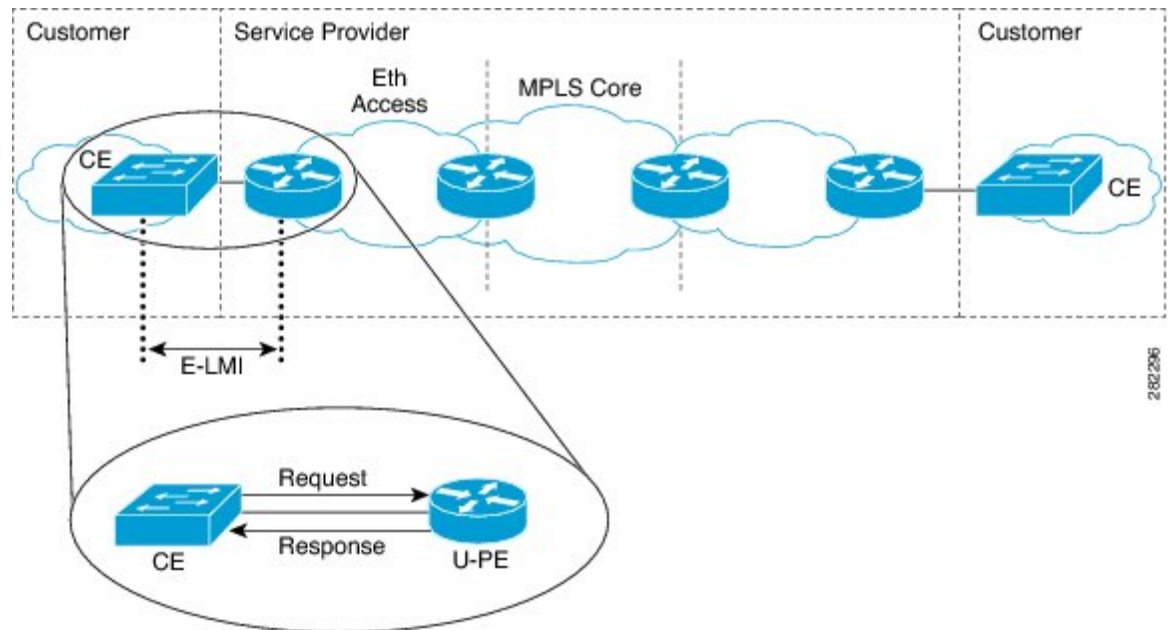 Customer
Service Provider
Customer
Eth
Access
MPLS Core
CE
CE
E-LMI
282296
Request
Response
CE
U-PE